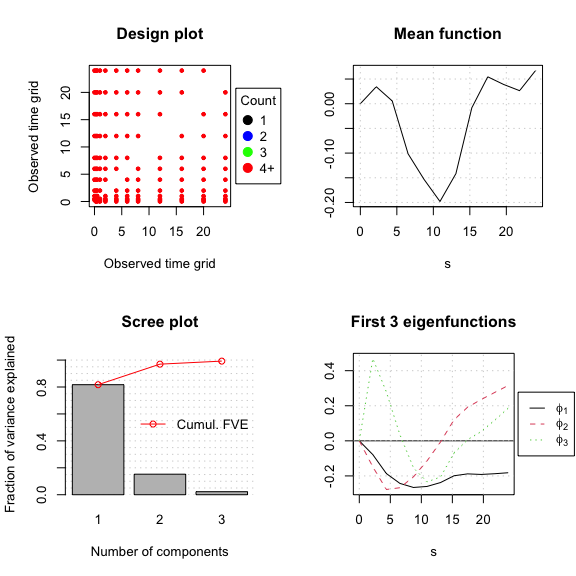 Design plot
Observed time grid
0 5 10 15 20
0 5 10 15 20
Observed time grid
Count
1
2
3
4+
Mean function
-0.20 -0.10 0.00
0 5 10 15 20
s
Scree plot
Fraction of variance explained
0.0 0.4 0.8
Cumul. FVE
1 2 3
Number of components
First 3 eigenfunctions
-0.2 0.0 0.2 0.4
0 5 10 15 20
s
ϕ1
ϕ2
ϕ3